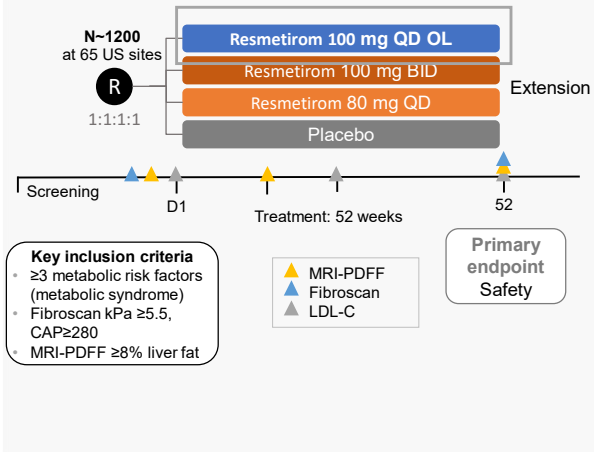 N~1200
at 65 US sites
R
1:1:1:1
Resmetirom 100 mg QD OL
Resmetirom 100 mg BID
Resmetirom 80 mg QD
Placebo
Extension
Screening
D1
Treatment: 52 weeks
52
Key inclusion criteria
• ≥3 metabolic risk factors
(metabolic syndrome)
• Fibroscan kPa ≥5.5,
CAP≥280
• MRI-PDFF ≥8% liver fat
MRI-PDFF
Fibroscan
LDL-C
Primary
endpoint
Safety